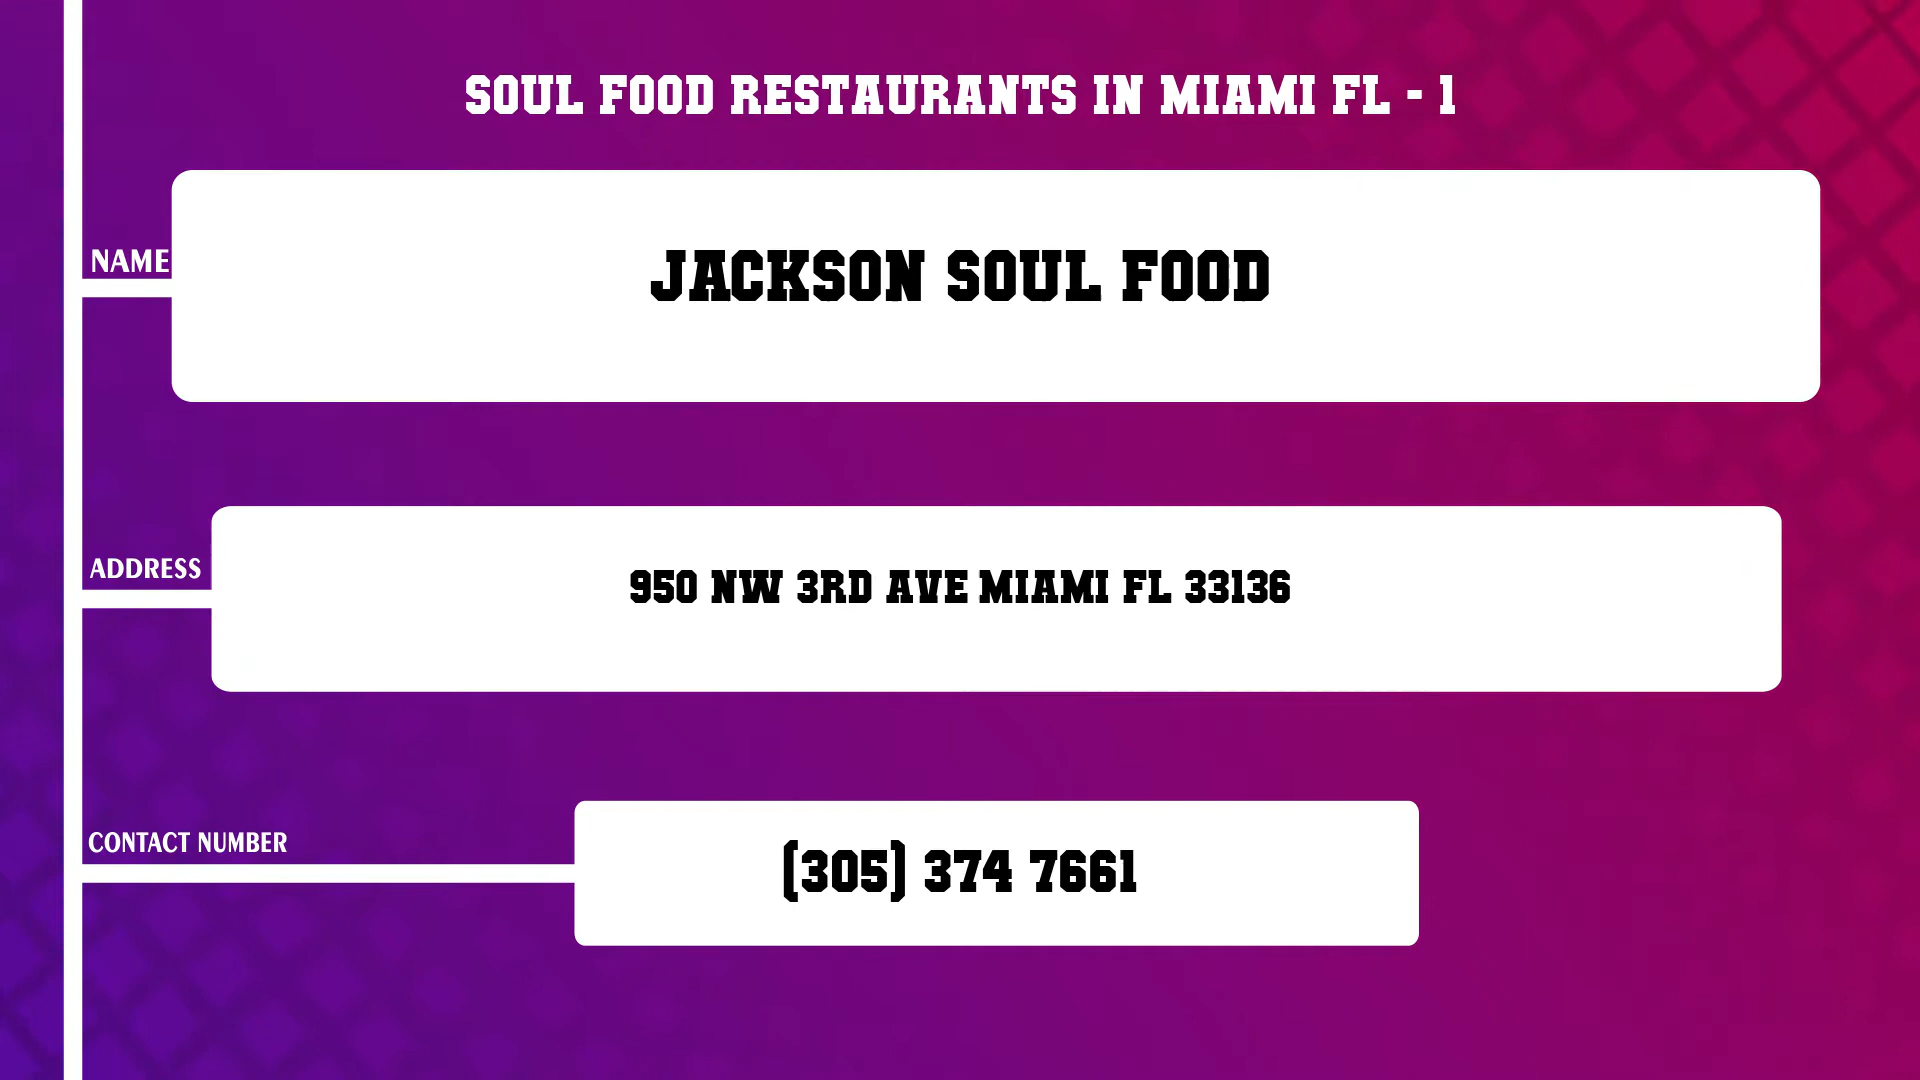 SOUL FOOD RESTAURANTS IN MIAMI FL - 1
NAME
JACKSON SOUL FOOD
ADDRESS
950 NW 3RD AVE MIAMI FL 33136
CONTACT NUMBER
(305) 374 7661